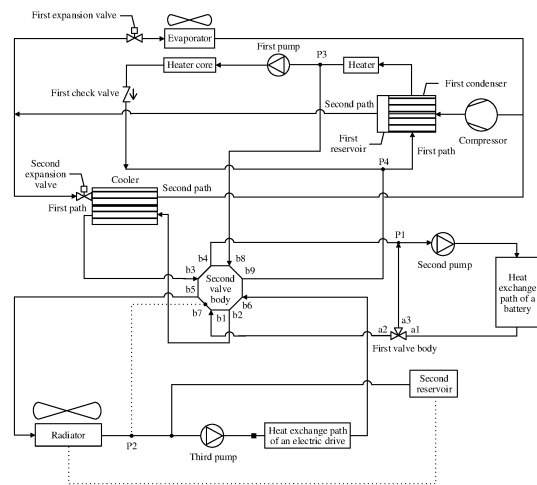 First expansion valve
Evaporator
First pump
P3
Heater core
Heater
First condenser
First check valve
Second path
Compressor
First
reservoir
First path
Second
expansion
valve
Cooler
P4
Second path
First path
b4
b8
P1
Second pump
b3
Second
valve
body
b9
b5
b6
b7
b1
b2
Heat
exchange
path of a
battery
a3
a2
a1
First valve body
Second
reservoir
Radiator
P2
Third pump
Heat exchange path
of an electric drive